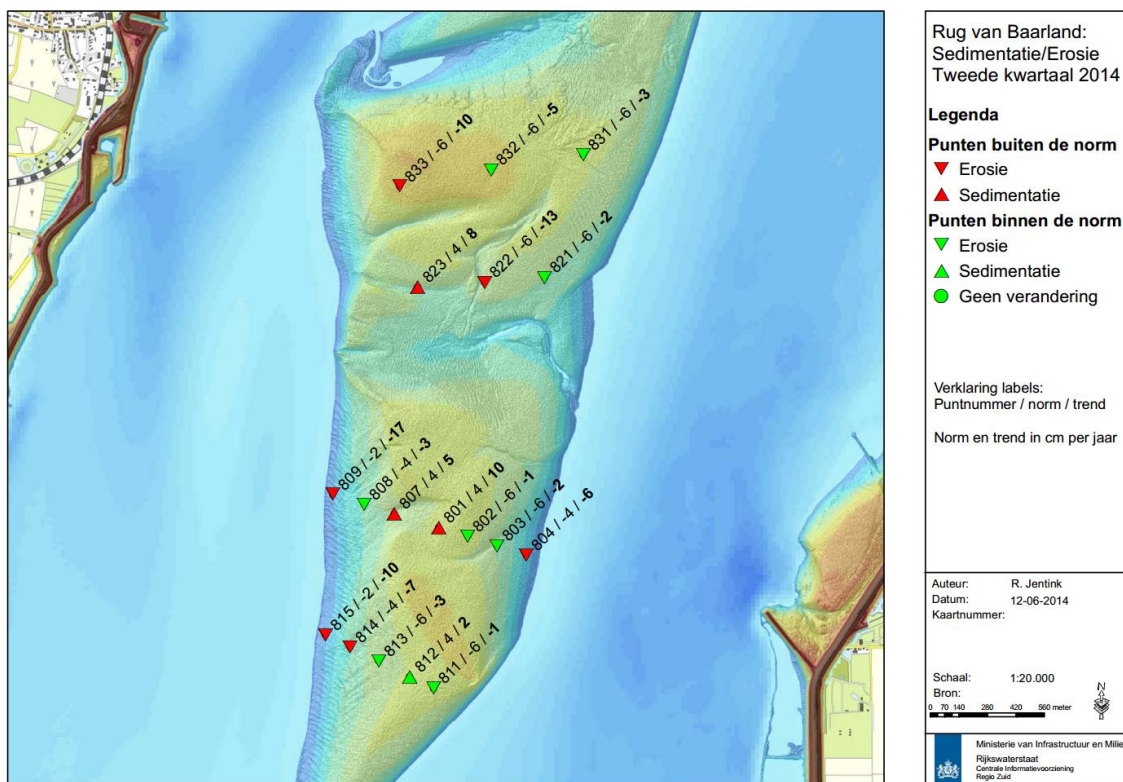 833 / -6 / -10
832 / -6 / -5
831 / -6 / -3
823 / 4 / 8
822 / -6 / -13
821 / -6 / -2
809 / -2 / -17
808 / -4 / -3
807 / 4 / 5
801 / 4 / 10
802 / -6 / -1
803 / -6 / -2
804 / -4 / -6
815 / -2 / -10
814 / -4 / -7
813 / -6 / -3
812 / 4 / 2
811 / -6 / -1
Rug van Baarland:
Sedimentatie/Erosie
Tweede kwartaal 2014
Legenda
Punten buiten de norm
Erosie
Sedimentatie
Punten binnen de norm
Erosie
Sedimentatie
Geen verandering
Verklaring labels:
Puntnummer / norm / trend
Norm en trend in cm per jaar
Auteur: R. Jentink
Datum: 12-06-2014
Kaartnummer:
Schaal: 1:20.000
Bron:
N
0 70 140 280 420 560 meter
Ministerie van Infrastructuur en Milie
Rijkswaterstaat
Centrale Informatievoorziening
Regio Zuid